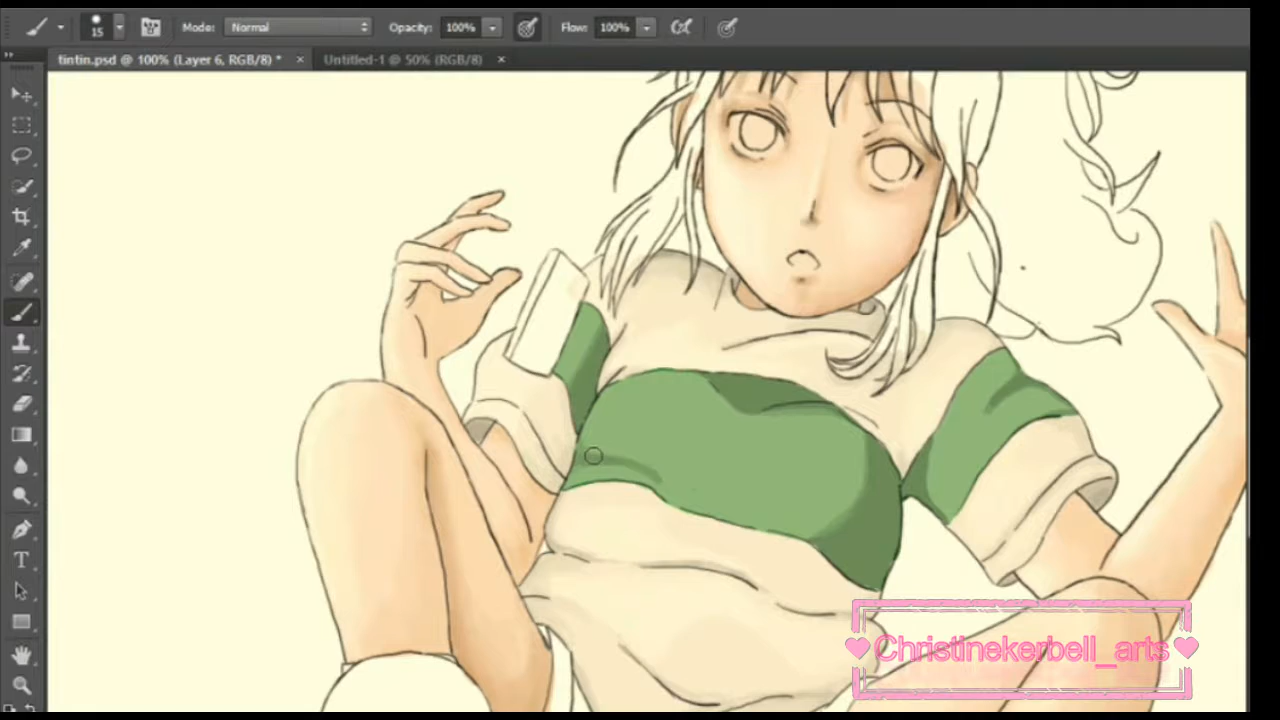 15 Mode: Normal Opacity: 100% Flow: 100%
tintin.psd @ 100% (Layer 6, RGB/8) * × Untitled-1 @ 50% (RGB/8) ×
Christinekerbell_arts